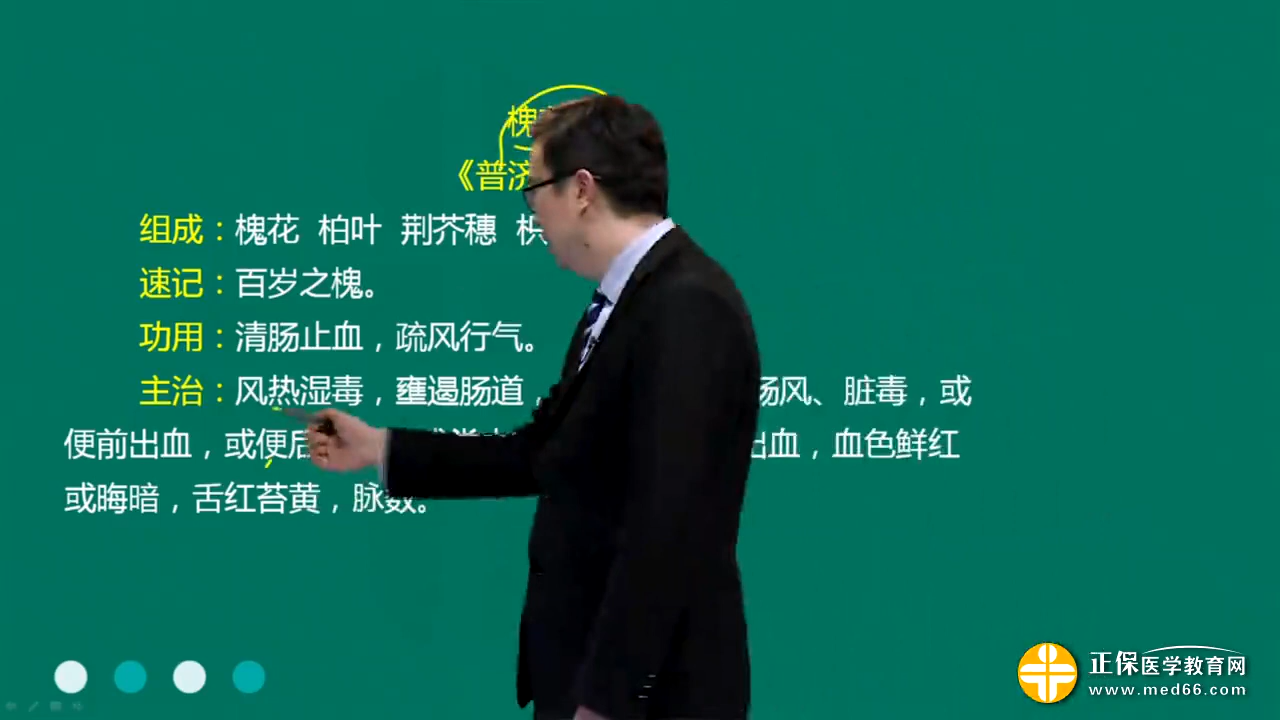 槐
《普济
组成：槐花 柏叶 荆芥穗 枳
速记：百岁之槐。
功用：清肠止血，疏风行气。
主治：风热湿毒，壅遏肠道， 肠风、脏毒，或
便前出血，或便后 出血，血色鲜红
或晦暗，舌红苔黄，脉数。
正保医学教育网
www.med66.com